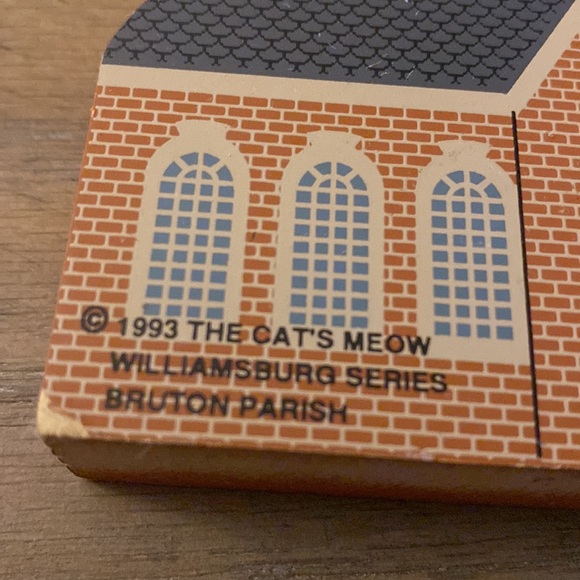 © 1993 THE CAT'S MEOW
WILLIAMSBURG SERIES
BRUTON PARISH